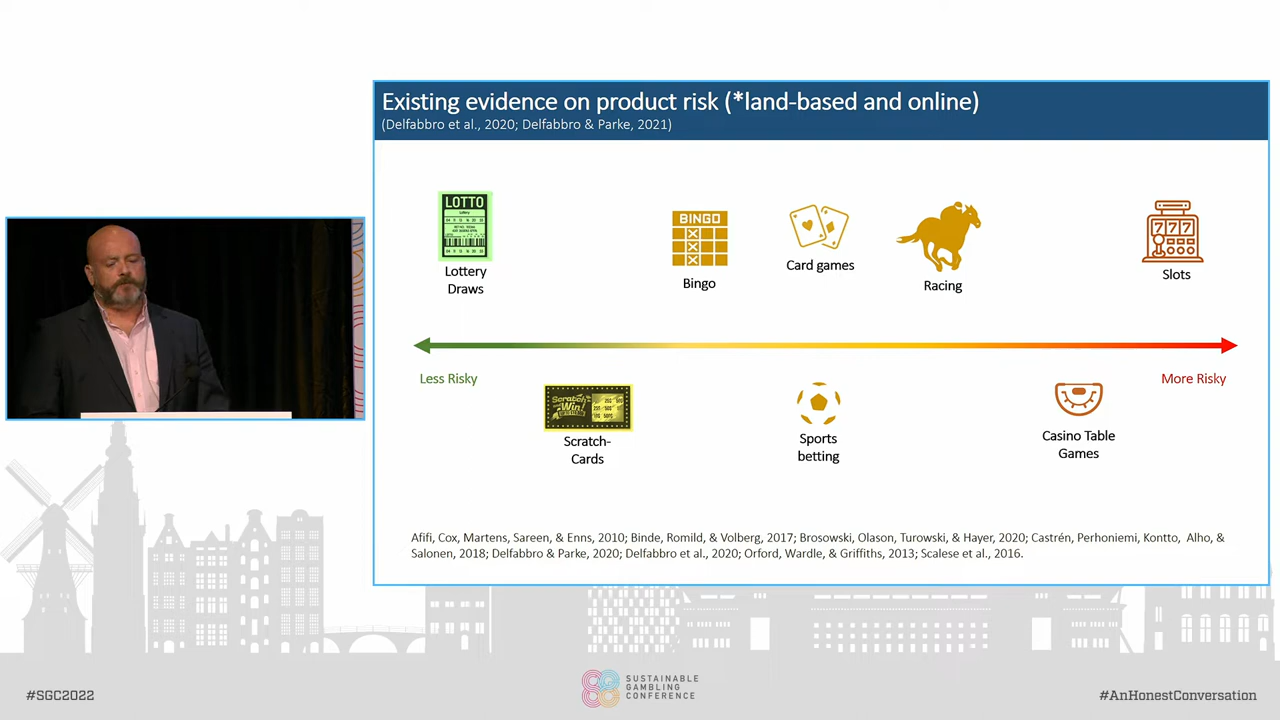 Existing evidence on product risk (*land-based and online)
(Delfabbro et al., 2020; Delfabbro & Parke, 2021)
LOTTO
Lottery
Draws
BINGO
Bingo
Card games
Racing
777
Slots
Less Risky
More Risky
Scratch
Win!
Scratch-
Cards
Sports
betting
Casino Table
Games
Afifi, Cox, Martens, Sareen, & Enns, 2010; Binde, Romild, & Volberg, 2017; Brosowski, Olason, Turowski, & Hayer, 2020; Castrén, Perhoniemi, Kontto, Alho, &
Salonen, 2018; Delfabbro & Parke, 2020; Delfabbro et al., 2020; Orford, Wardle, & Griffiths, 2013; Scalese et al., 2016.
#SGC2022
SUSTAINABLE
GAMBLING
CONFERENCE
#AnHonestConversation